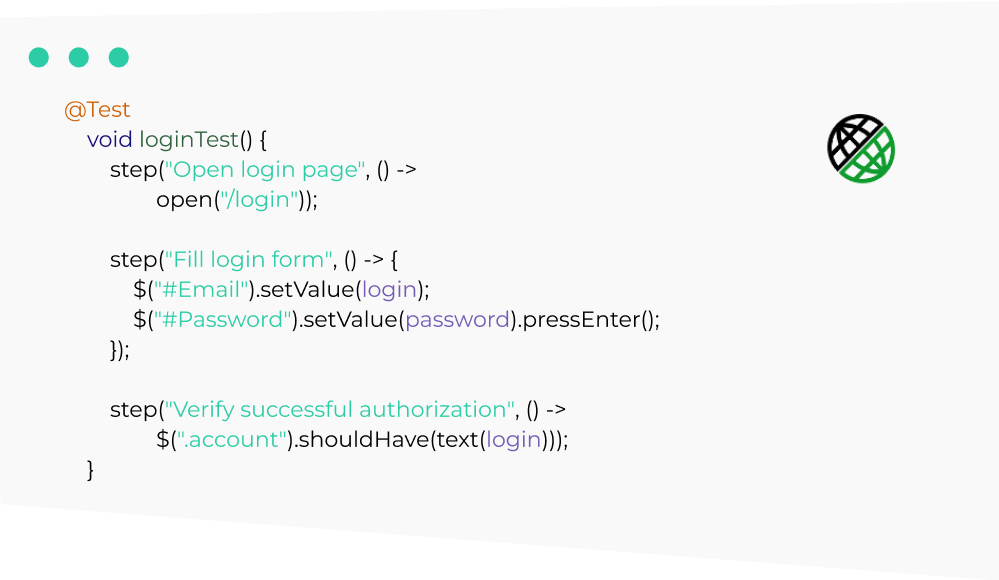 @Test
void loginTest() {
step("Open login page", () ->
open("/login"));
step("Fill login form", () -> {
$("#Email").setValue(login);
$("#Password").setValue(password).pressEnter();
});
step("Verify successful authorization", () ->
$(".account").shouldHave(text(login)));
}